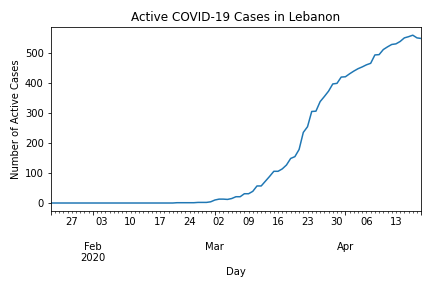 Active COVID-19 Cases in Lebanon
Number of Active Cases
500
400
300
200
100
0
27 03 10 17 24 02 09 16 23 30 06 13
Feb Mar Apr
2020
Day